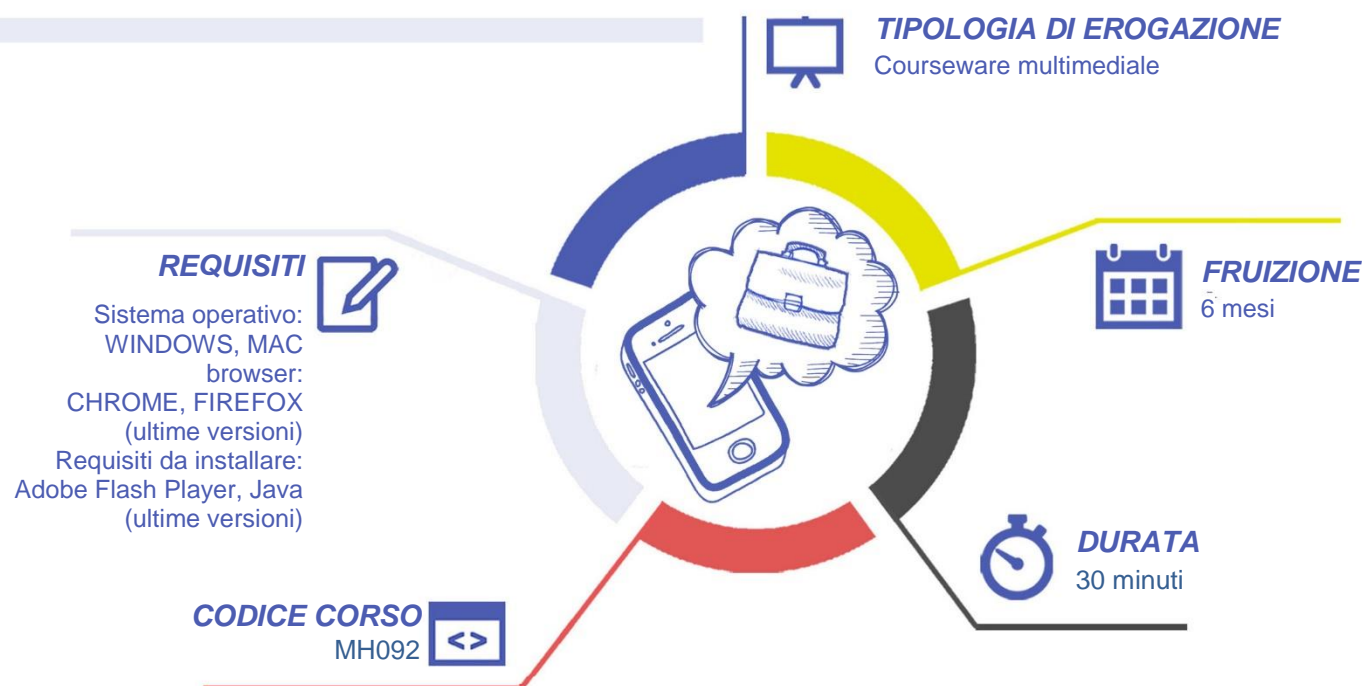 TIPOLOGIA DI EROGAZIONE
Courseware multimediale
REQUISITI
Sistema operativo:
WINDOWS, MAC
browser:
CHROME, FIREFOX
(ultime versioni)
Requisiti da installare:
Adobe Flash Player, Java
(ultime versioni)
FRUIZIONE
6 mesi
DURATA
30 minuti
CODICE CORSO
MH092
<>